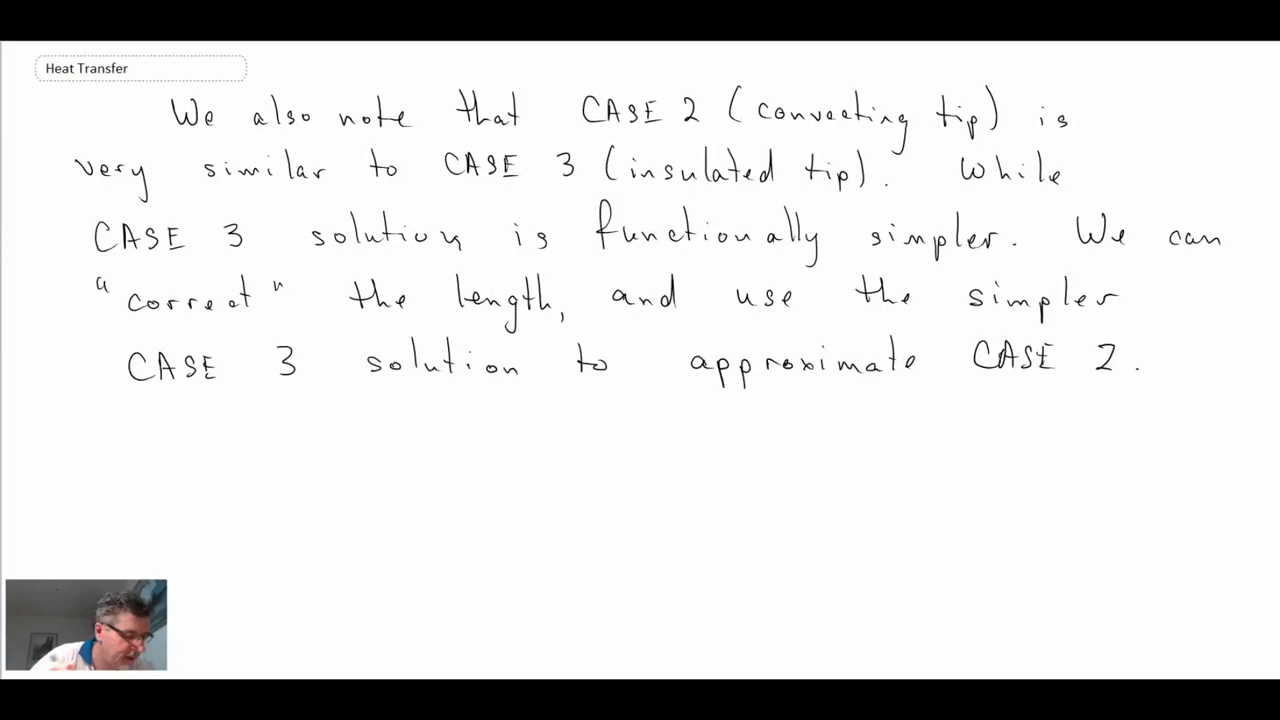 Heat Transfer
We also note that CASE 2 (convecting tip) is
very similar to CASE 3 (insulated tip). While
CASE 3 solution is functionally simpler. We can
"correct" the length, and use the simpler
CASE 3 solution to approximate CASE 2.